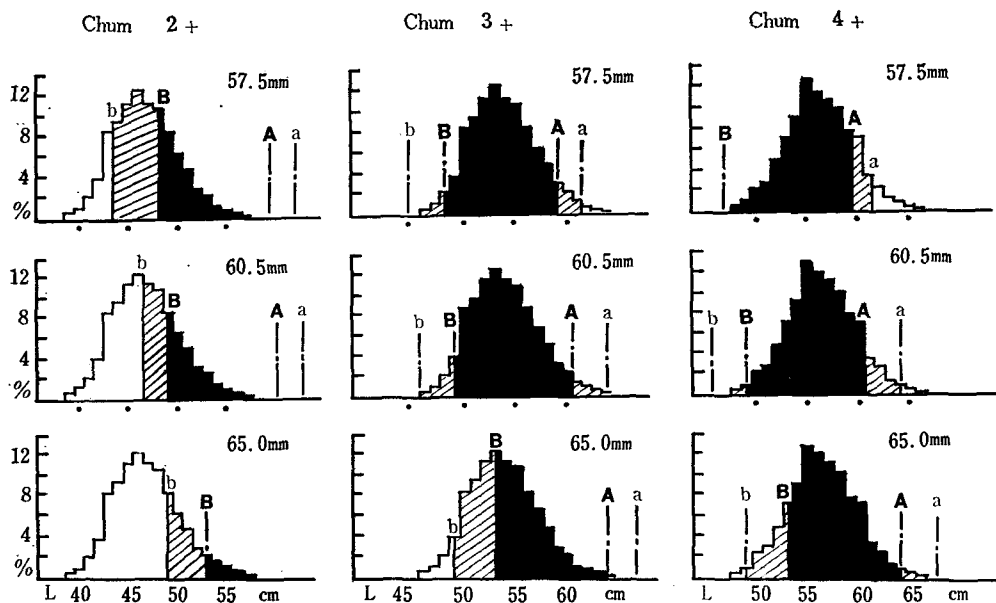 Chum 2 + Chum 3 + Chum 4 +
57.5mm 57.5mm 57.5mm
12 b B A a b B A a B A a
8
4
%
60.5mm 60.5mm 60.5mm
12 b B A a b B A a b B A a
8
4
%
65.0mm 65.0mm 65.0mm
12 b B b B A a b B A a
8
4
%
L 40 45 50 55 cm L 45 50 55 60 cm L 50 55 60 65 cm